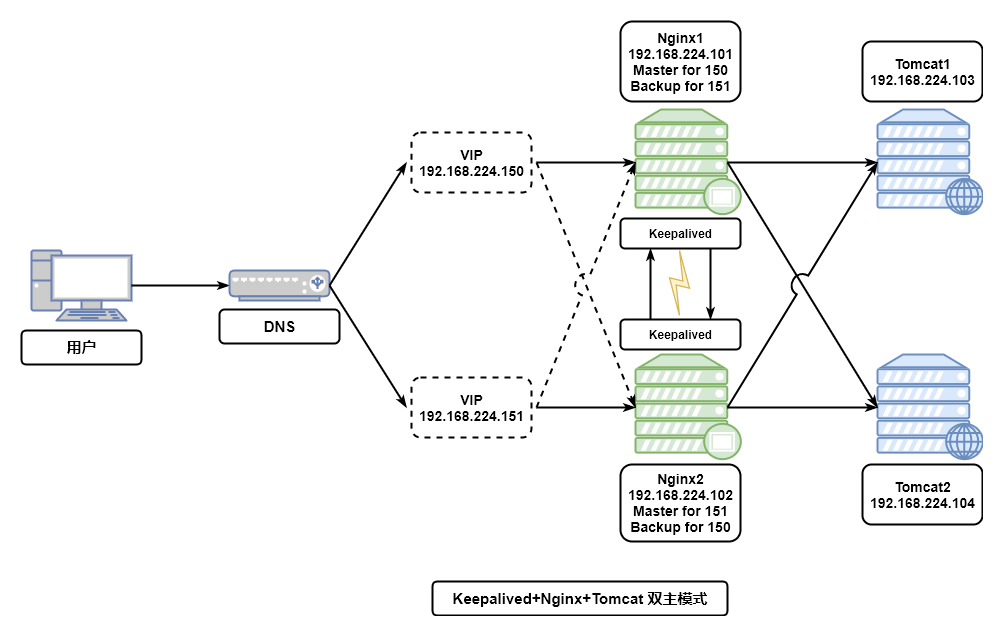 Nginx1
192.168.224.101
Master for 150
Backup for 151
Tomcat1
192.168.224.103
VIP
192.168.224.150
Keepalived
用户
DNS
Keepalived
VIP
192.168.224.151
Nginx2
192.168.224.102
Master for 151
Backup for 150
Tomcat2
192.168.224.104
Keepalived+Nginx+Tomcat 双主模式